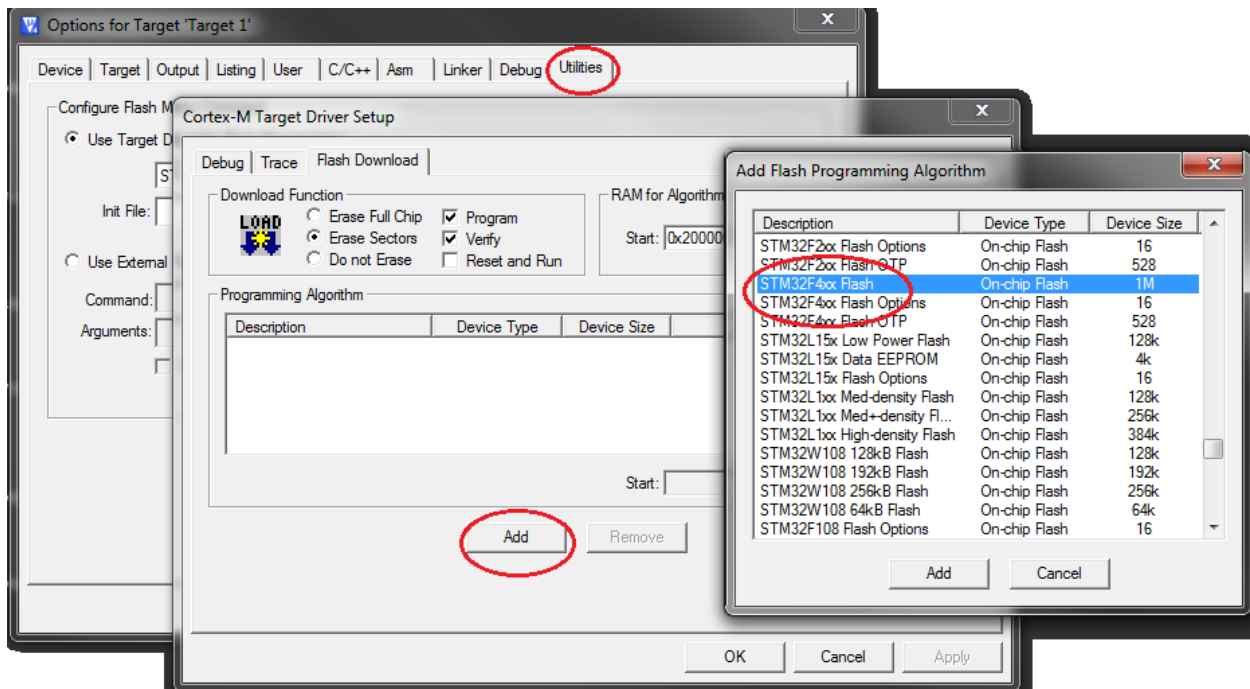 Options for Target 'Target 1'
Device Target Output Listing User C/C++ Asm Linker Debug Utilities
Configure Flash M
Use Target D
ST
Init File:
Use External
Command:
Arguments:
Cortex-M Target Driver Setup
Debug Trace Flash Download
Download Function
LOAD
Erase Full Chip
Program
Erase Sectors
Verify
Do not Erase
Reset and Run
RAM for Algorithm
Start: 0x20000
Programming Algorithm
Description Device Type Device Size
Start:
Add Remove
OK Cancel Apply
Add Flash Programming Algorithm
Description Device Type Device Size
STM32F2xx Flash Options On-chip Flash 16
STM32F2xx Flash OTP On-chip Flash 528
STM32F4xx Flash On-chip Flash 1M
STM32F4xx Flash Options On-chip Flash 16
STM32F4xx Flash OTP On-chip Flash 528
STM32L15x Low Power Flash On-chip Flash 128k
STM32L15x Data EEPROM On-chip Flash 4k
STM32L15x Flash Options On-chip Flash 16
STM32L1xx Med-density Flash On-chip Flash 128k
STM32L1xx Med+-density Fl... On-chip Flash 256k
STM32L1xx High-density Flash On-chip Flash 384k
STM32W108 128kB Flash On-chip Flash 128k
STM32W108 192kB Flash On-chip Flash 192k
STM32W108 256kB Flash On-chip Flash 256k
STM32W108 64kB Flash On-chip Flash 64k
STM32F108 Flash Options On-chip Flash 16
Add Cancel